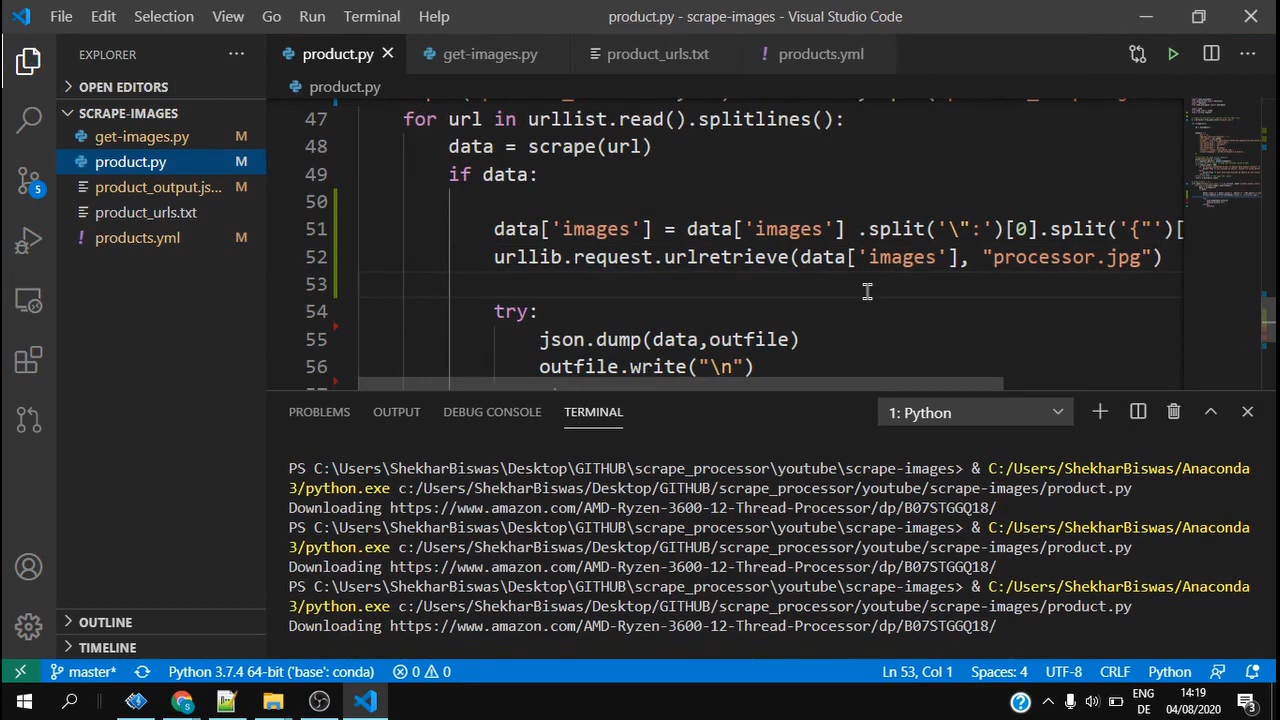 File Edit Selection View Go Run Terminal Help product.py - scrape-images - Visual Studio Code
EXPLORER
OPEN EDITORS
SCRAPE-IMAGES
get-images.py M
product.py M
product_output.js... M
product_urls.txt
products.yml M
OUTLINE
TIMELINE
5
product.py get-images.py product_urls.txt products.yml
product.py
47 for url in urllist.read().splitlines():
48 data = scrape(url)
49 if data:
50
51 data['images'] = data['images'] .split('\":')[0].split('{"')[
52 urllib.request.urlretrieve(data['images'], "processor.jpg")
53
54 try:
55 json.dump(data,outfile)
56 outfile.write("\n")
PROBLEMS OUTPUT DEBUG CONSOLE TERMINAL 1: Python
PS C:\Users\ShekharBiswas\Desktop\GITHUB\scrape_processor\youtube\scrape-images> & C:/Users/ShekharBiswas/Anaconda
3/python.exe c:/Users/ShekharBiswas/Desktop/GITHUB/scrape_processor/youtube/scrape-images/product.py
Downloading https://www.amazon.com/AMD-Ryzen-3600-12-Thread-Processor/dp/B07STGGQ18/
PS C:\Users\ShekharBiswas\Desktop\GITHUB\scrape_processor\youtube\scrape-images> & C:/Users/ShekharBiswas/Anaconda
3/python.exe c:/Users/ShekharBiswas/Desktop/GITHUB/scrape_processor/youtube/scrape-images/product.py
Downloading https://www.amazon.com/AMD-Ryzen-3600-12-Thread-Processor/dp/B07STGGQ18/
PS C:\Users\ShekharBiswas\Desktop\GITHUB\scrape_processor\youtube\scrape-images> & C:/Users/ShekharBiswas/Anaconda
3/python.exe c:/Users/ShekharBiswas/Desktop/GITHUB/scrape_processor/youtube/scrape-images/product.py
Downloading https://www.amazon.com/AMD-Ryzen-3600-12-Thread-Processor/dp/B07STGGQ18/
master* Python 3.7.4 64-bit ('base': conda) 0 0 Ln 53, Col 1 Spaces: 4 UTF-8 CRLF Python
ENG 14:19
DE 04/08/2020 3